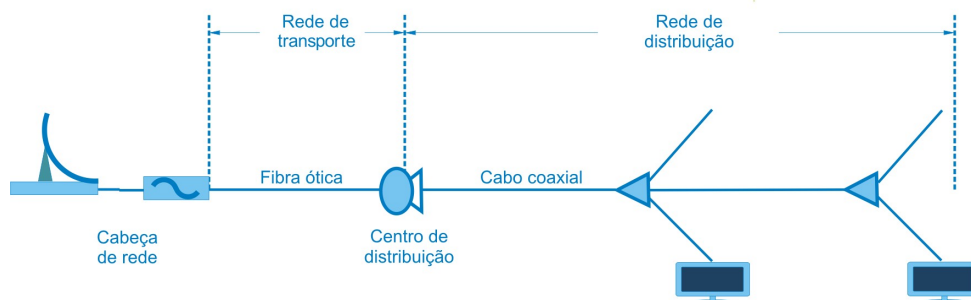 Rede de
transporte
Rede de
distribuição
Fibra ótica
Cabo coaxial
Cabeça
de rede
Centro de
distribuição